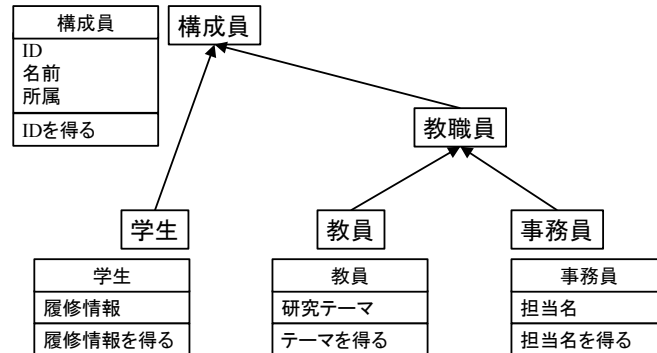 構成員
ID
名前
所属
IDを得る
構成員
教職員
学生
教員
事務員
学生
履修情報
履修情報を得る
教員
研究テーマ
テーマを得る
事務員
担当名
担当名を得る